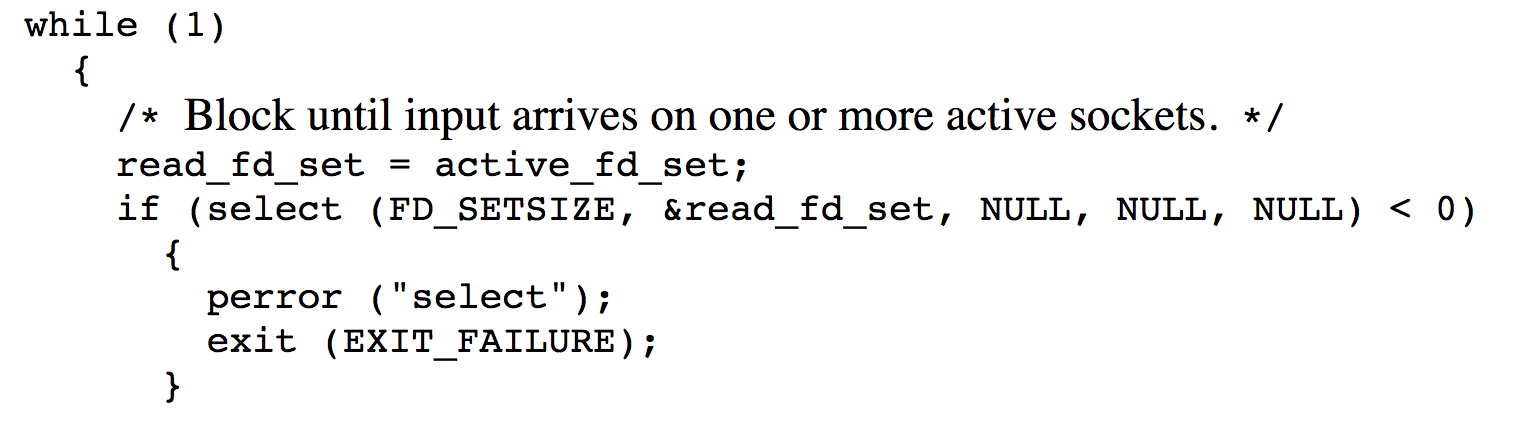 while (1)
{
/* Block until input arrives on one or more active sockets. */
read_fd_set = active_fd_set;
if (select (FD_SETSIZE, &read_fd_set, NULL, NULL, NULL) < 0)
{
perror ("select");
exit (EXIT_FAILURE);
}